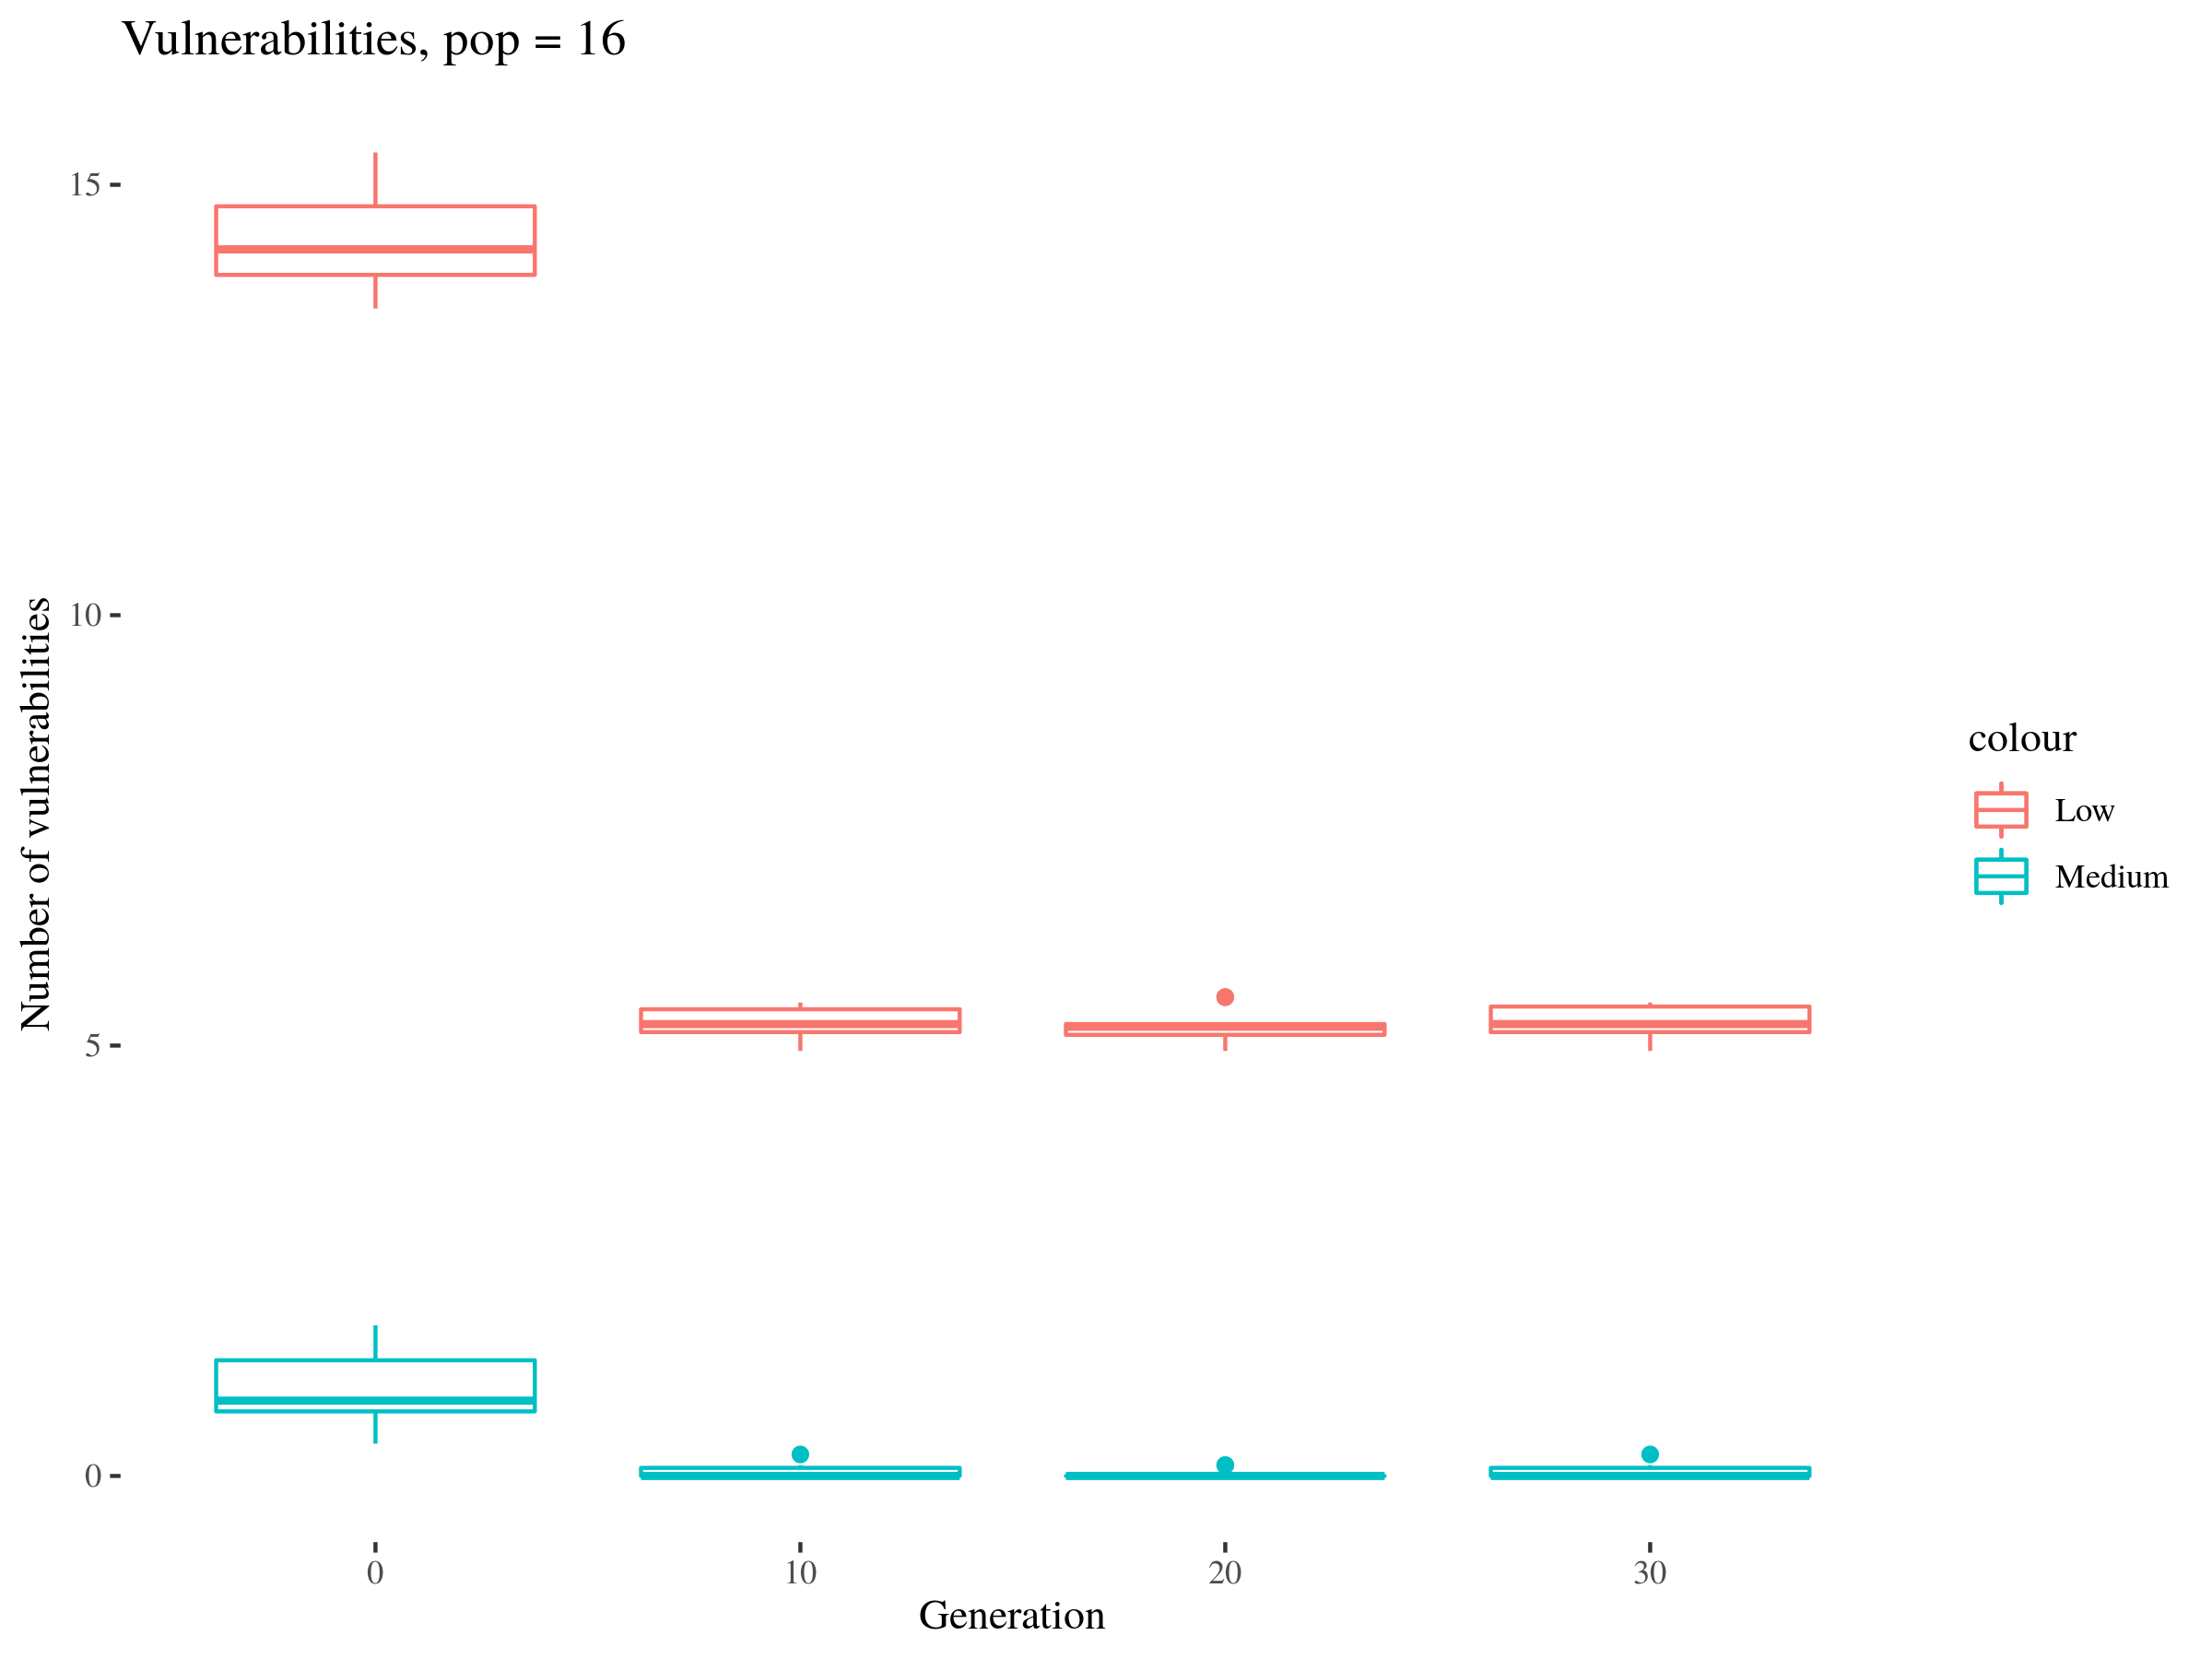 Vulnerabilities, pop = 16
15
10
5
0
Number of vulnerabilities
0 10 20 30
Generation
colour
Low
Medium